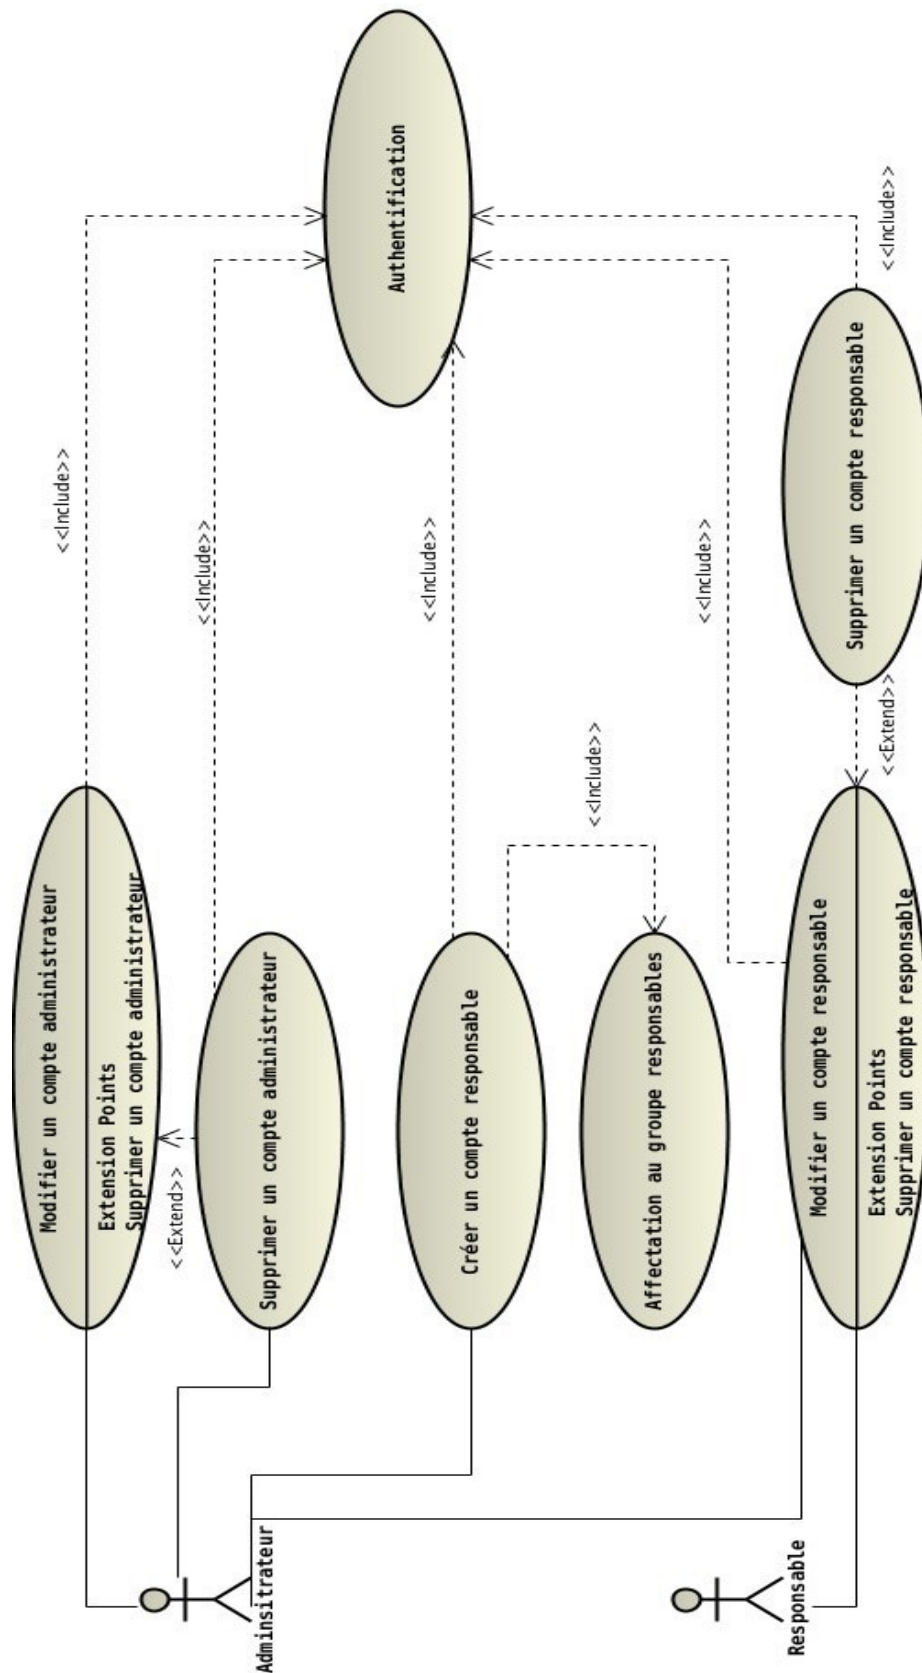 Modifier un compte administrateur
Extension Points
Supprimer un compte administrateur
<<Include>>
<<Extend>>
Supprimer un compte administrateur
<<Include>>
Authentification
Créer un compte responsable
<<Include>>
<<Include>>
Affectation au groupe responsables
<<Include>>
Modifier un compte responsable
Extension Points
Supprimer un compte responsable
<<Extend>>
Supprimer un compte responsable
<<Include>>
Adminsitrateur
Responsable